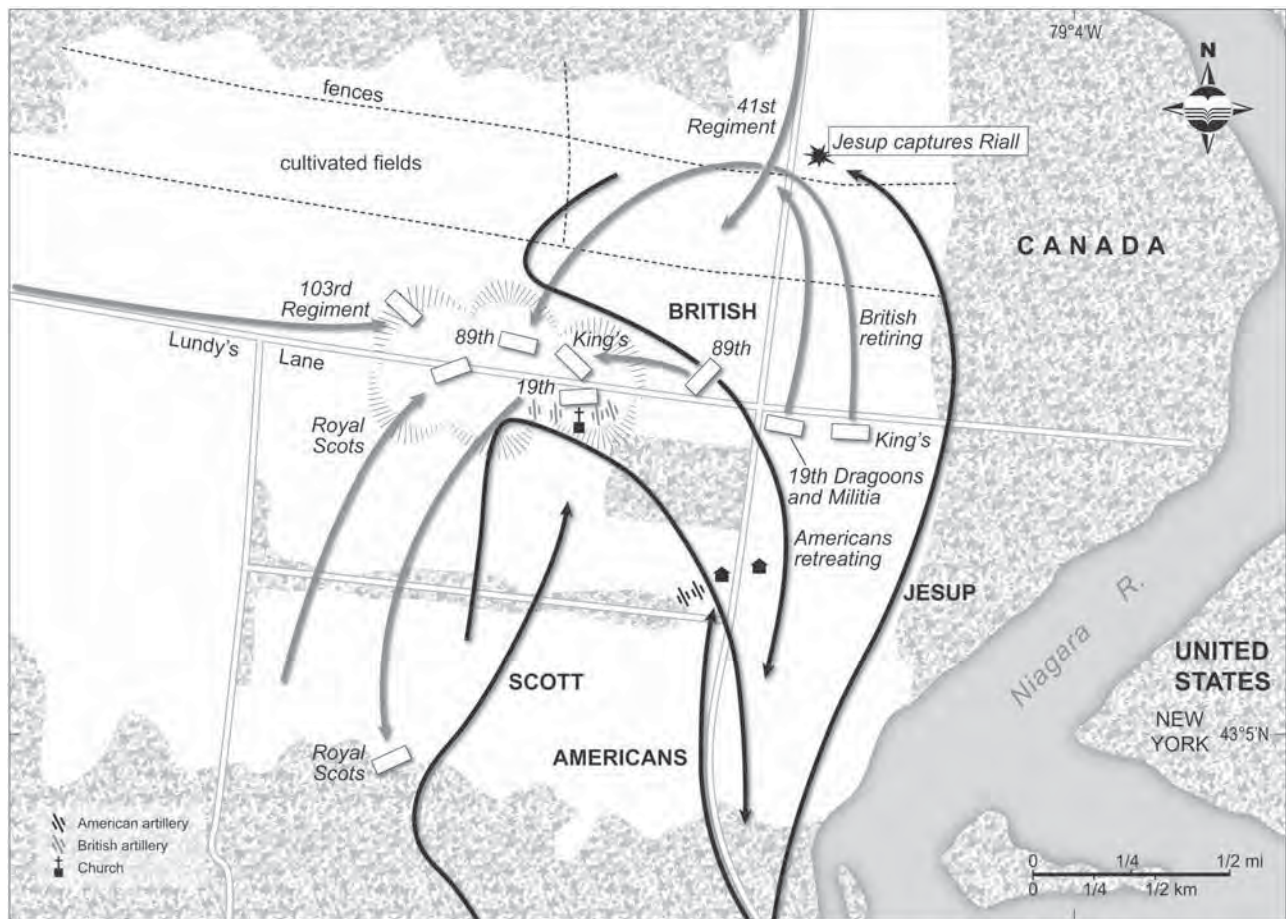 79°4'W
N
fences
41st
Regiment
Jesup captures Riall
cultivated fields
CANADA
103rd
Regiment
BRITISH
89th
King's
British
retiring
Lundy's
Lane
89th
19th
Royal
Scots
King's
19th Dragoons
and Militia
Americans
retreating
JESUP
Niagara R.
UNITED
STATES
SCOTT
NEW
YORK
43°5'N
AMERICANS
Royal
Scots
American artillery
British artillery
Church
0 1/4 1/2 mi
0 1/4 1/2 km